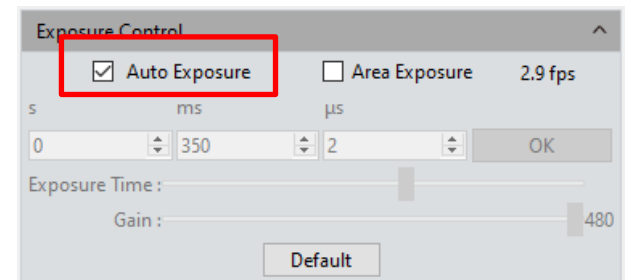 Exposure Control
Auto Exposure Area Exposure 2.9 fps
s ms µs
0 350 2 OK
Exposure Time :
Gain : 480
Default